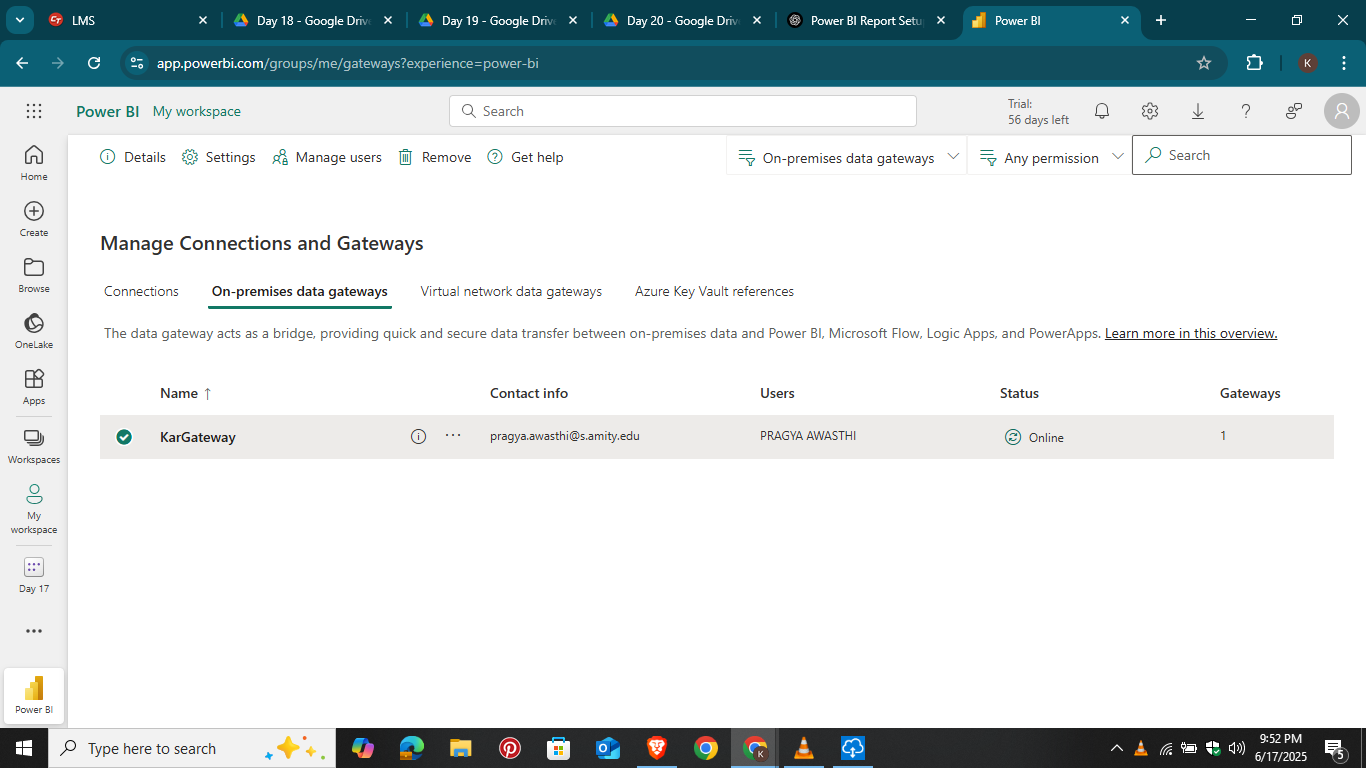 LMS
Day 18 - Google Drive
Day 19 - Google Drive
Day 20 - Google Drive
Power BI Report Setu
Power BI
app.powerbi.com/groups/me/gateways?experience=power-bi
K
Power BI My workspace
Search
Trial:
56 days left
Home
Create
Browse
OneLake
Apps
Workspaces
My
workspace
Day 17
Power BI
Details Settings Manage users Remove Get help
On-premises data gateways Any permission Search
Manage Connections and Gateways
Connections On-premises data gateways Virtual network data gateways Azure Key Vault references
The data gateway acts as a bridge, providing quick and secure data transfer between on-premises data and Power BI, Microsoft Flow, Logic Apps, and PowerApps. Learn more in this overview.
Name ↑ Contact info Users Status Gateways
KarGateway pragya.awasthi@s.amity.edu PRAGYA AWASTHI Online 1
Type here to search
K
9:52 PM
6/17/2025
5